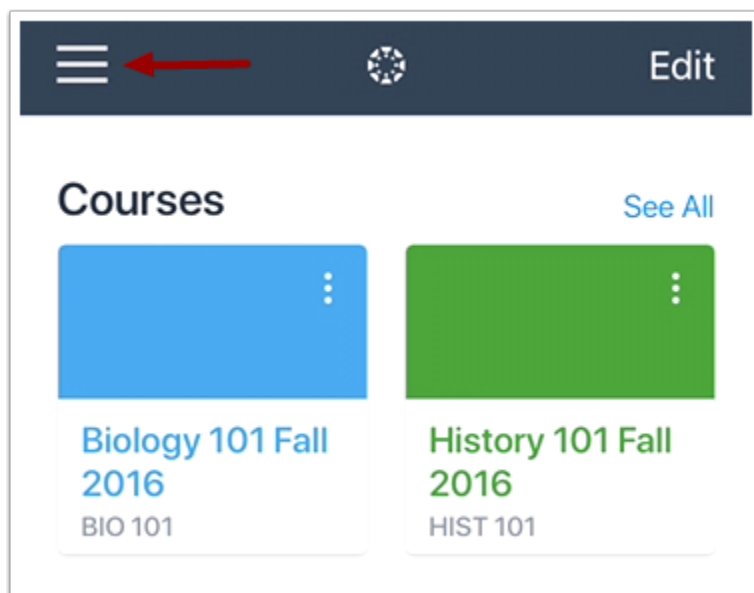 Edit
Courses
See All
Biology 101 Fall
2016
BIO 101
History 101 Fall
2016
HIST 101